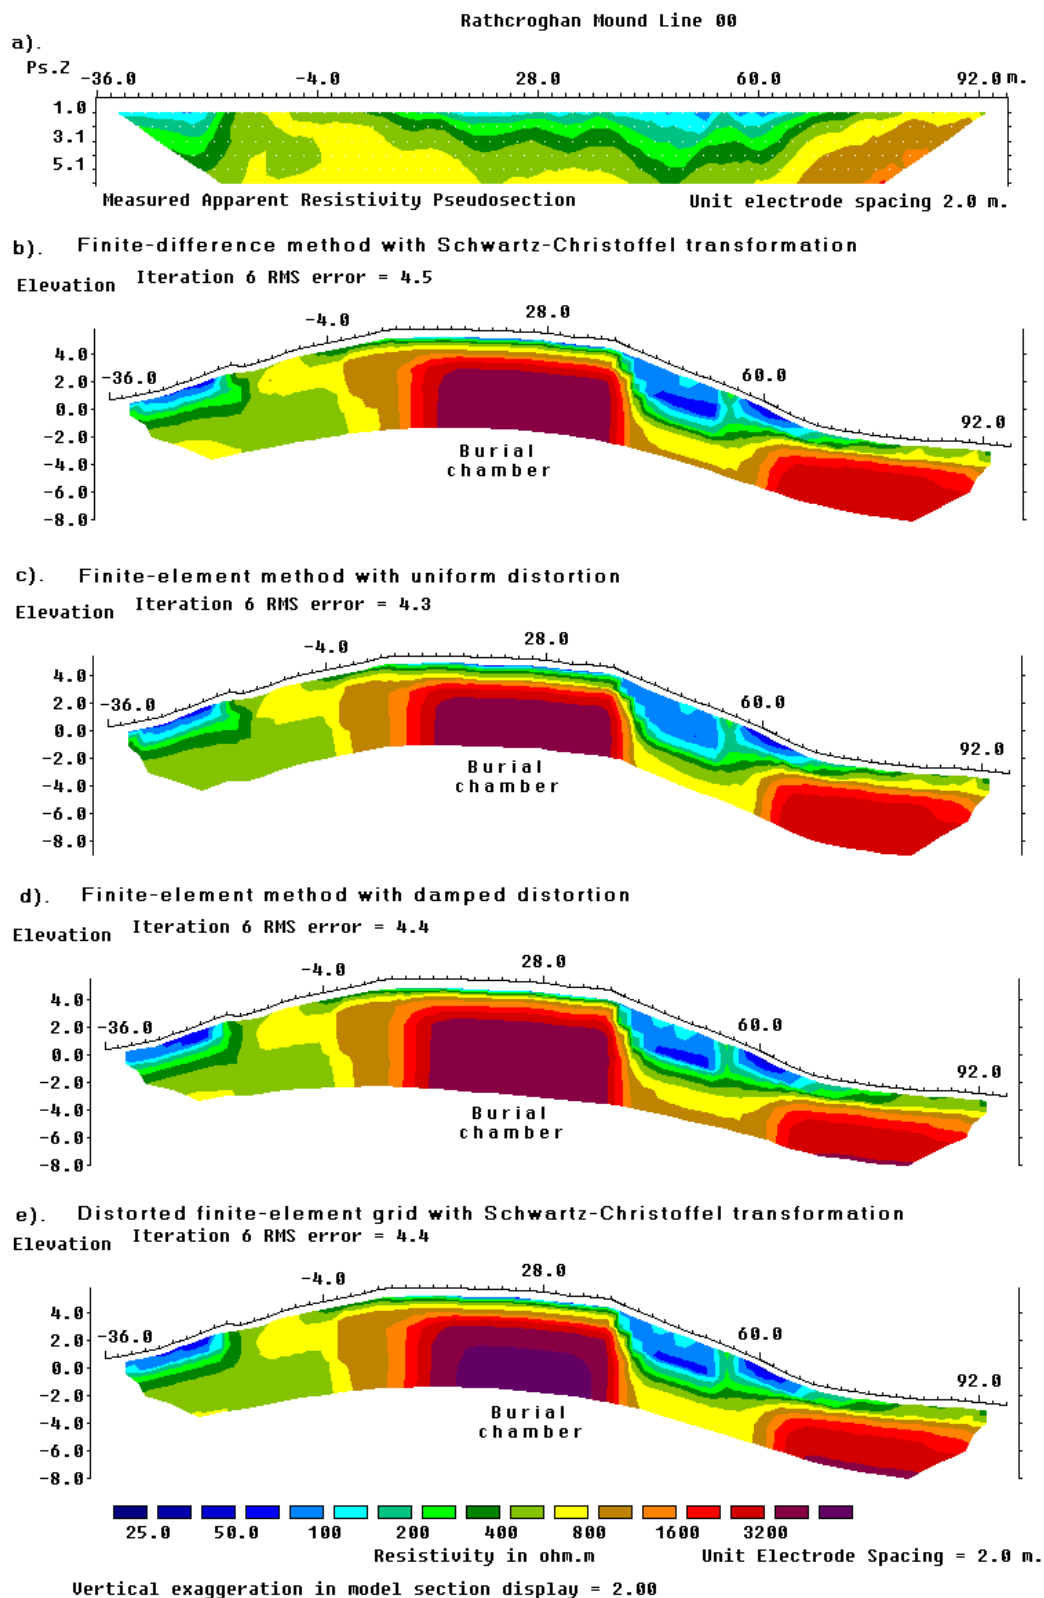 Rathcroghan Mound Line 00
a).
Ps.Z -36.0 -4.0 28.0 60.0 92.0 m.
1.0
3.1
5.1
Measured Apparent Resistivity Pseudosection Unit electrode spacing 2.0 m.
b). Finite-difference method with Schwartz-Christoffel transformation
Elevation Iteration 6 RMS error = 4.5
-36.0 -4.0 28.0 60.0 92.0
4.0
2.0
0.0
-2.0
-4.0
-6.0
-8.0
Burial
chamber
c). Finite-element method with uniform distortion
Elevation Iteration 6 RMS error = 4.3
-36.0 -4.0 28.0 60.0 92.0
4.0
2.0
0.0
-2.0
-4.0
-6.0
-8.0
Burial
chamber
d). Finite-element method with damped distortion
Elevation Iteration 6 RMS error = 4.4
-36.0 -4.0 28.0 60.0 92.0
4.0
2.0
0.0
-2.0
-4.0
-6.0
-8.0
Burial
chamber
e). Distorted finite-element grid with Schwartz-Christoffel transformation
Elevation Iteration 6 RMS error = 4.4
-36.0 -4.0 28.0 60.0 92.0
4.0
2.0
0.0
-2.0
-4.0
-6.0
-8.0
Burial
chamber
25.0 50.0 100 200 400 800 1600 3200
Resistivity in ohm.m Unit Electrode Spacing = 2.0 m.
Vertical exaggeration in model section display = 2.00